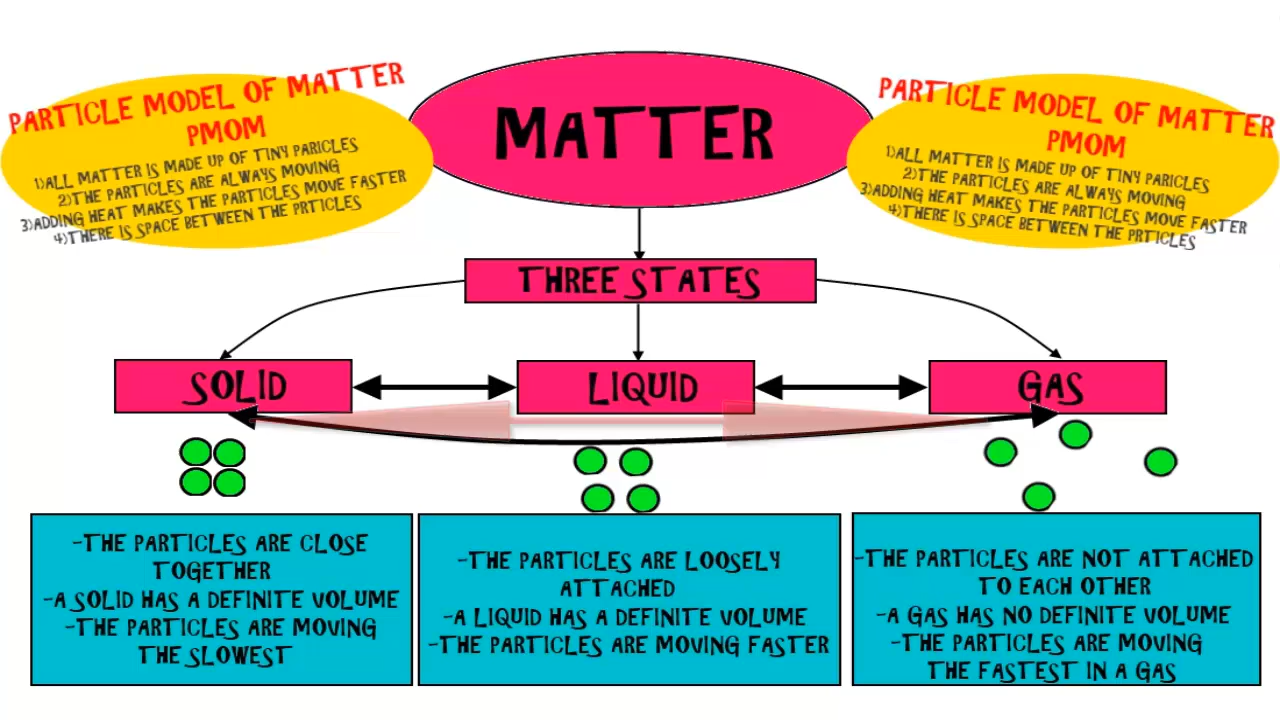 PARTICLE MODEL OF MATTER
PMOM
1)ALL MATTER IS MADE UP OF TINY PARICLES
2)THE PARTICLES ARE ALWAYS MOVING
3)ADDING HEAT MAKES THE PARTICLES MOVE FASTER
4)THERE IS SPACE BETWEEN THE PRTICLES
MATTER
PARTICLE MODEL OF MATTER
PMOM
1)ALL MATTER IS MADE UP OF TINY PARICLES
2)THE PARTICLES ARE ALWAYS MOVING
3)ADDING HEAT MAKES THE PARTICLES MOVE FASTER
4)THERE IS SPACE BETWEEN THE PRTICLES
THREE STATES
SOLID
LIQUID
GAS
-THE PARTICLES ARE CLOSE
TOGETHER
-A SOLID HAS A DEFINITE VOLUME
-THE PARTICLES ARE MOVING
THE SLOWEST
-THE PARTICLES ARE LOOSELY
ATTACHED
-A LIQUID HAS A DEFINITE VOLUME
-THE PARTICLES ARE MOVING FASTER
-THE PARTICLES ARE NOT ATTACHED
TO EACH OTHER
-A GAS HAS NO DEFINITE VOLUME
-THE PARTICLES ARE MOVING
THE FASTEST IN A GAS